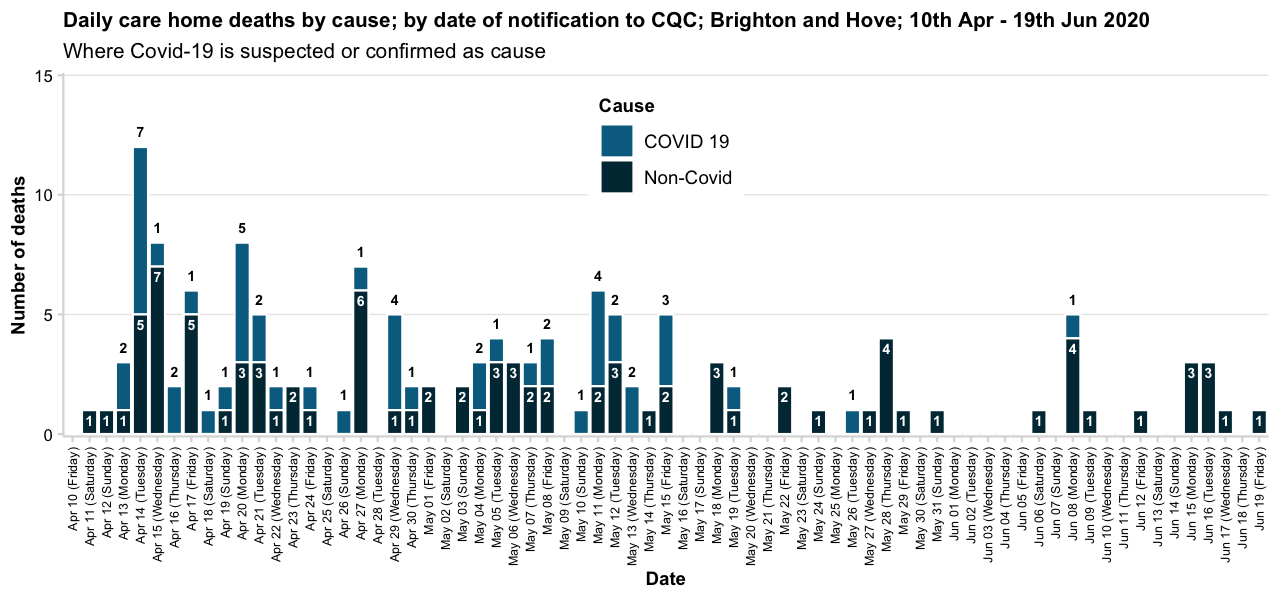 Daily care home deaths by cause; by date of notification to CQC; Brighton and Hove; 10th Apr - 19th Jun 2020
Where Covid-19 is suspected or confirmed as cause
Number of deaths
15
10
5
0
Cause
COVID 19
Non-Covid
7
1
5
1
1
2
4
2
2
1
2
1
1
1
1
1
4
1
2
1
2
1
2
3
1
1
1
1 1 1 5 7 5 1 3 3 1 2 1 6 1 1 2 2 1 3 3 2 2 2 3 1 2 3 1 2 1 1 4 1 1 1 4 1 1 3 3 1 1
Apr 10 (Friday)
Apr 11 (Saturday)
Apr 12 (Sunday)
Apr 13 (Monday)
Apr 14 (Tuesday)
Apr 15 (Wednesday)
Apr 16 (Thursday)
Apr 17 (Friday)
Apr 18 (Saturday)
Apr 19 (Sunday)
Apr 20 (Monday)
Apr 21 (Tuesday)
Apr 22 (Wednesday)
Apr 23 (Thursday)
Apr 24 (Friday)
Apr 25 (Saturday)
Apr 26 (Sunday)
Apr 27 (Monday)
Apr 28 (Tuesday)
Apr 29 (Wednesday)
Apr 30 (Thursday)
May 01 (Friday)
May 02 (Saturday)
May 03 (Sunday)
May 04 (Monday)
May 05 (Tuesday)
May 06 (Wednesday)
May 07 (Thursday)
May 08 (Friday)
May 09 (Saturday)
May 10 (Sunday)
May 11 (Monday)
May 12 (Tuesday)
May 13 (Wednesday)
May 14 (Thursday)
May 15 (Friday)
May 16 (Saturday)
May 17 (Sunday)
May 18 (Monday)
May 19 (Tuesday)
May 20 (Wednesday)
May 21 (Thursday)
May 22 (Friday)
May 23 (Saturday)
May 24 (Sunday)
May 25 (Monday)
May 26 (Tuesday)
May 27 (Wednesday)
May 28 (Thursday)
May 29 (Friday)
May 30 (Saturday)
May 31 (Sunday)
Jun 01 (Monday)
Jun 02 (Tuesday)
Jun 03 (Wednesday)
Jun 04 (Thursday)
Jun 05 (Friday)
Jun 06 (Saturday)
Jun 07 (Sunday)
Jun 08 (Monday)
Jun 09 (Tuesday)
Jun 10 (Wednesday)
Jun 11 (Thursday)
Jun 12 (Friday)
Jun 13 (Saturday)
Jun 14 (Sunday)
Jun 15 (Monday)
Jun 16 (Tuesday)
Jun 17 (Wednesday)
Jun 18 (Thursday)
Jun 19 (Friday)
Date